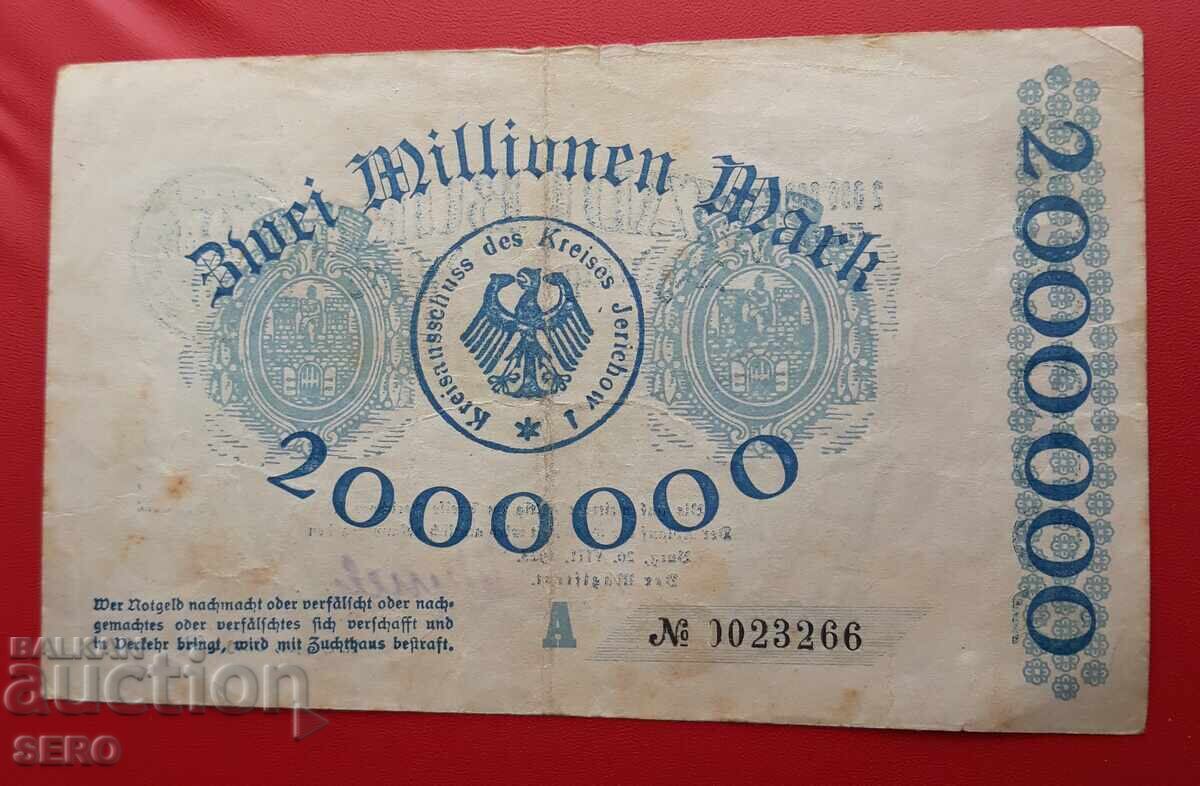 Zwei Millionen Mark
Kreisausschuss des Kreises Jerichow I
2000000
2000000
Wer Notgeld nachmacht oder verfälscht oder nach-
gemachtes oder verfälschtes sich verschafft und
in Verkehr bringt, wird mit Zuchthaus bestraft.
A
№ 0023266
BALKAN
auction
SERO